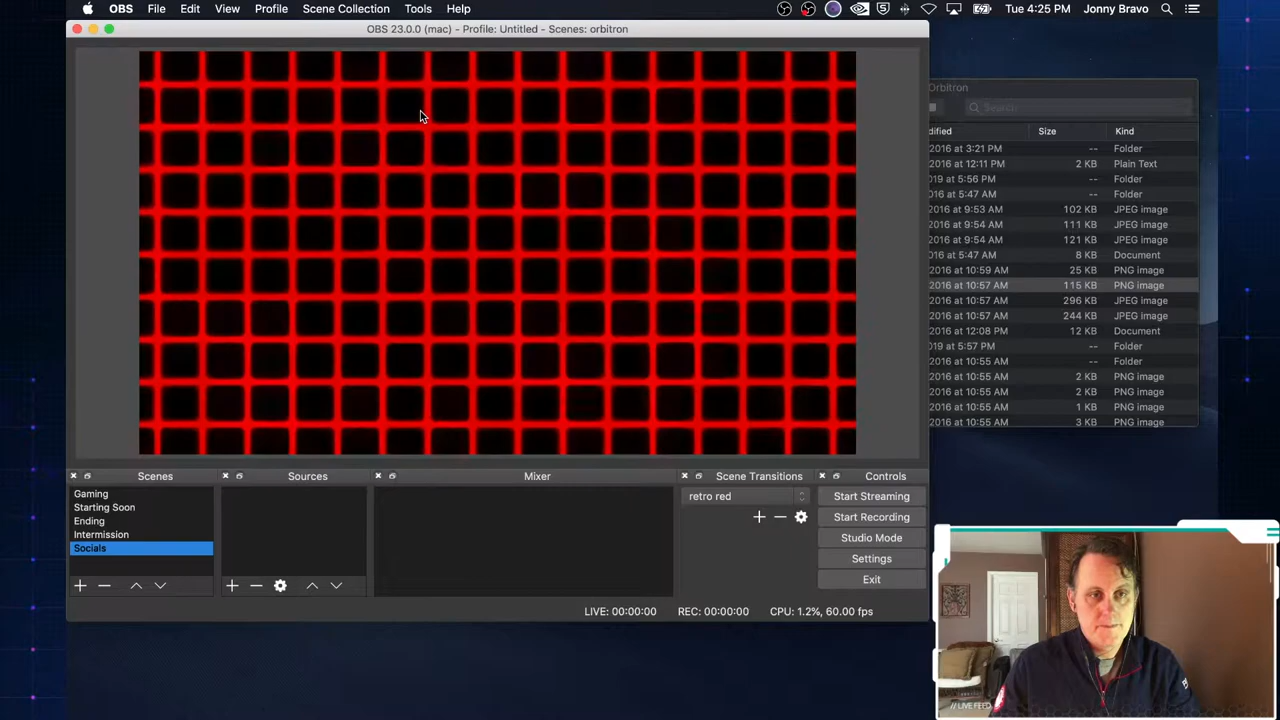 OBS File Edit View Profile Scene Collection Tools Help
5
Tue 4:25 PM Jonny Bravo
OBS 23.0.0 (mac) - Profile: Untitled - Scenes: orbitron
Orbitron
Search
dified Size Kind
2016 at 3:21 PM -- Folder
2016 at 12:11 PM 2 KB Plain Text
019 at 5:56 PM -- Folder
2016 at 5:47 AM -- Folder
2016 at 9:53 AM 102 KB JPEG image
2016 at 9:54 AM 111 KB JPEG image
2016 at 9:54 AM 121 KB JPEG image
2016 at 5:47 AM 8 KB Document
2016 at 10:59 AM 25 KB PNG image
2016 at 10:57 AM 115 KB PNG image
2016 at 10:57 AM 296 KB JPEG image
2016 at 10:57 AM 244 KB JPEG image
2016 at 12:08 PM 12 KB Document
019 at 5:57 PM -- Folder
2016 at 10:55 AM -- Folder
2016 at 10:55 AM 2 KB PNG image
2016 at 10:55 AM 2 KB PNG image
2016 at 10:55 AM 1 KB PNG image
2016 at 10:55 AM 3 KB PNG image
Scenes
Gaming
Starting Soon
Ending
Intermission
Socials
Sources
Mixer
Scene Transitions
retro red
Controls
Start Streaming
Start Recording
Studio Mode
Settings
Exit
LIVE: 00:00:00 REC: 00:00:00 CPU: 1.2%, 60.00 fps
// LIVE FEED